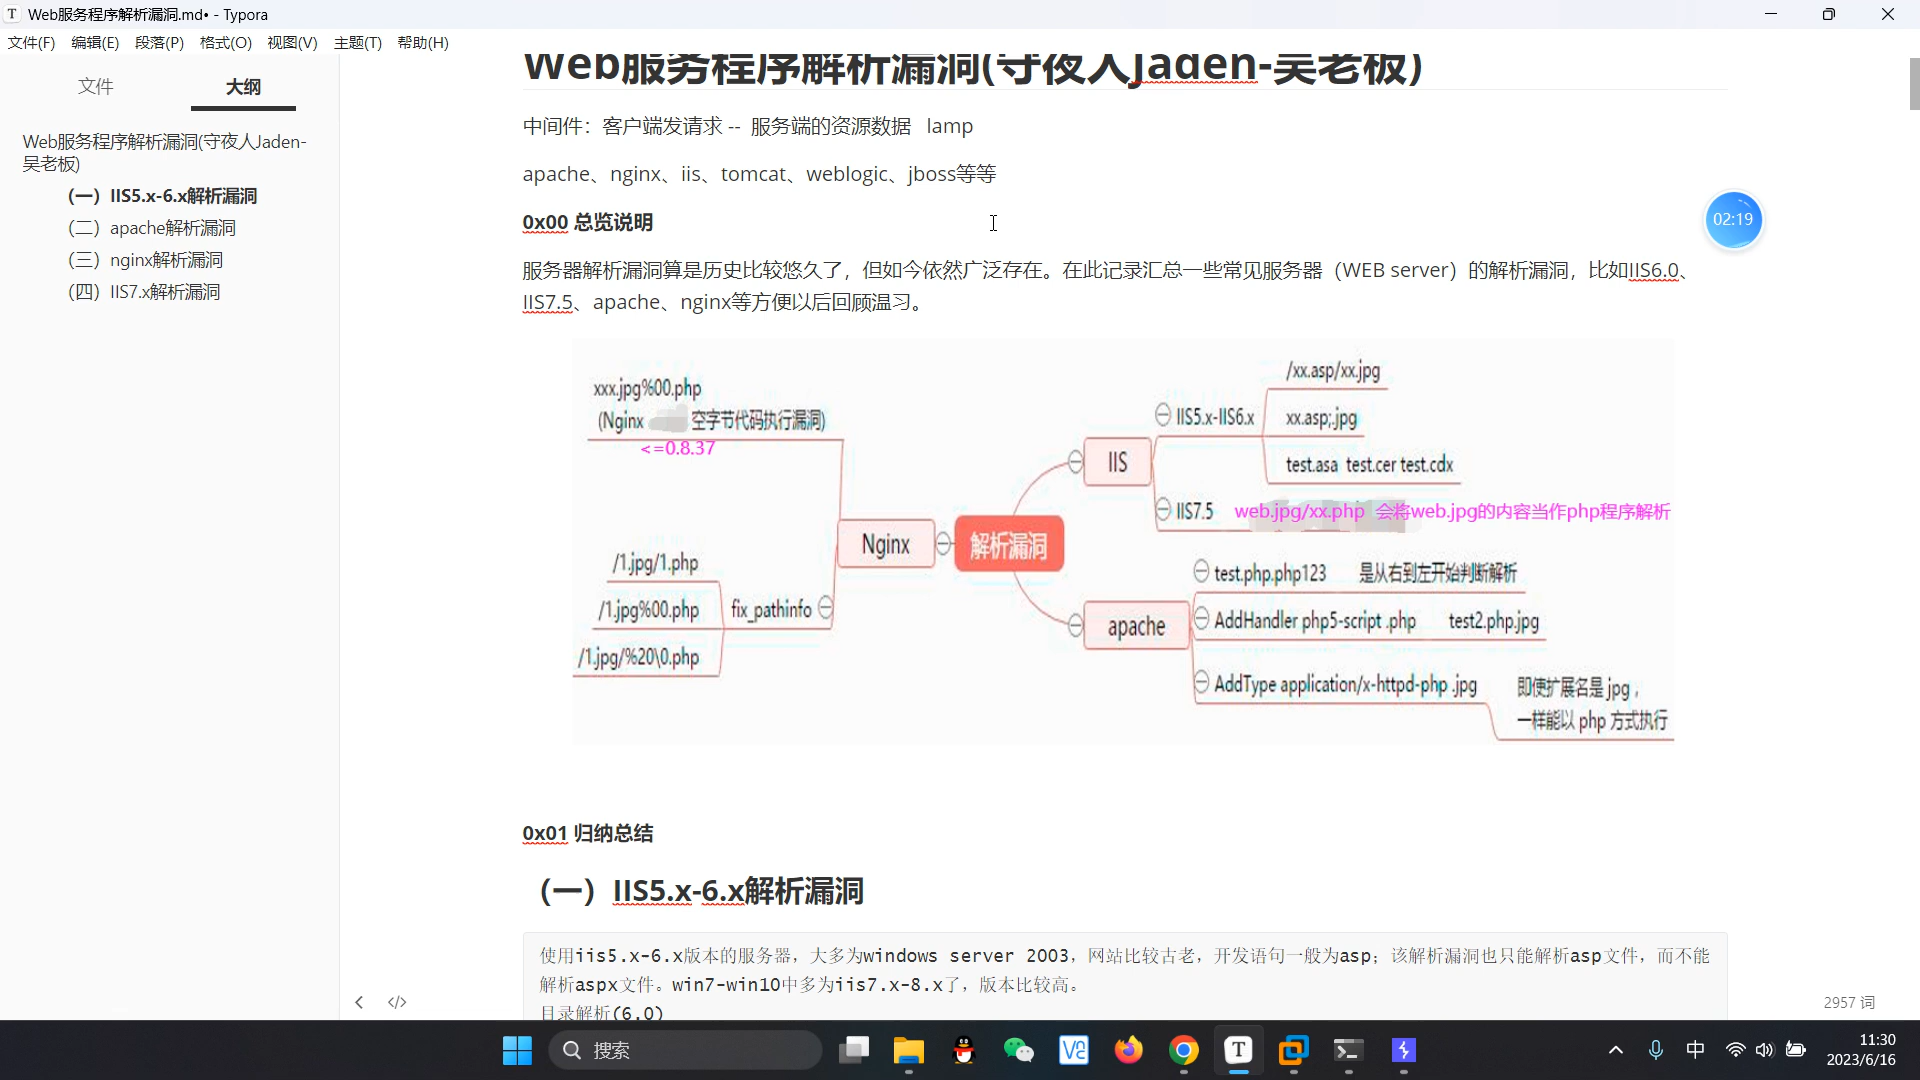 Web服务程序解析漏洞.md• - Typora
文件(F) 编辑(E) 段落(P) 格式(O) 视图(V) 主题(T) 帮助(H)
文件 大纲
Web服务程序解析漏洞(守夜人Jaden-
吴老板)
(一) IIS5.x-6.x解析漏洞
(二) apache解析漏洞
(三) nginx解析漏洞
(四) IIS7.x解析漏洞
Web服务程序解析漏洞(守夜人Jaden-吴老板)
中间件：客户端发请求 -- 服务端的资源数据 lamp
apache、nginx、iis、tomcat、weblogic、jboss等等
0x00 总览说明
02:19
服务器解析漏洞算是历史比较悠久了，但如今依然广泛存在。在此记录汇总一些常见服务器（WEB server）的解析漏洞，比如IIS6.0、
IIS7.5、apache、nginx等方便以后回顾温习。
xxx.jpg%00.php
(Nginx 空字节代码执行漏洞)
<=0.8.37
Nginx
/1.jpg/1.php
/1.jpg%00.php
/1.jpg/%20\0.php
fix_pathinfo
解析漏洞
IIS
IIS5.x-IIS6.x
/xx.asp/xx.jpg
xx.asp;.jpg
test.asa test.cer test.cdx
IIS7.5 web.jpg/xx.php 会将web.jpg的内容当作php程序解析
apache
test.php.php123 是从右到左开始判断解析
AddHandler php5-script .php test2.php.jpg
AddType application/x-httpd-php .jpg
即使扩展名是 jpg ，
一样能以 php 方式执行
0x01 归纳总结
（一）IIS5.x-6.x解析漏洞
使用iis5.x-6.x版本的服务器，大多为windows server 2003，网站比较古老，开发语句一般为asp；该解析漏洞也只能解析asp文件，而不能
解析aspx文件。win7-win10中多为iis7.x-8.x了，版本比较高。
目录解析(6.0)
2957 词
搜索
中
11:30
2023/6/16